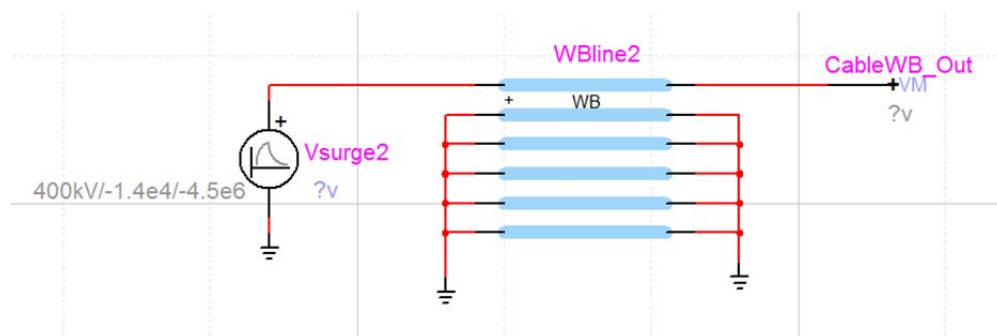 WBline2
CableWB_Out
+
WB
+VM
?v
+
Vsurge2
400kV/-1.4e4/-4.5e6
?v